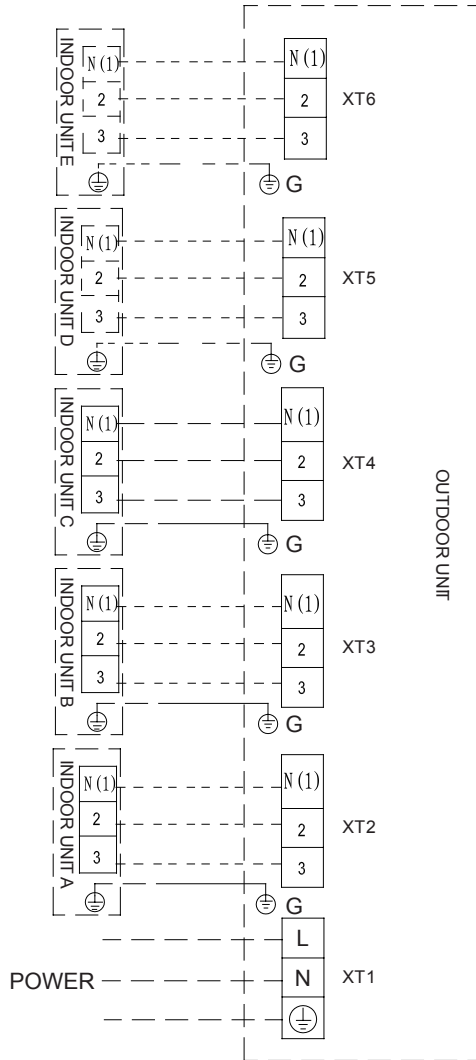 INDOOR UNIT E
N(1) N(1)
2 2 XT6
3 3
G
INDOOR UNIT D
N(1) N(1)
2 2 XT5
3 3
G
INDOOR UNIT C
N(1) N(1)
2 2 XT4
3 3
G
OUTDOOR UNIT
INDOOR UNIT B
N(1) N(1)
2 2 XT3
3 3
G
INDOOR UNIT A
N(1) N(1)
2 2 XT2
3 3
G
L
POWER N XT1